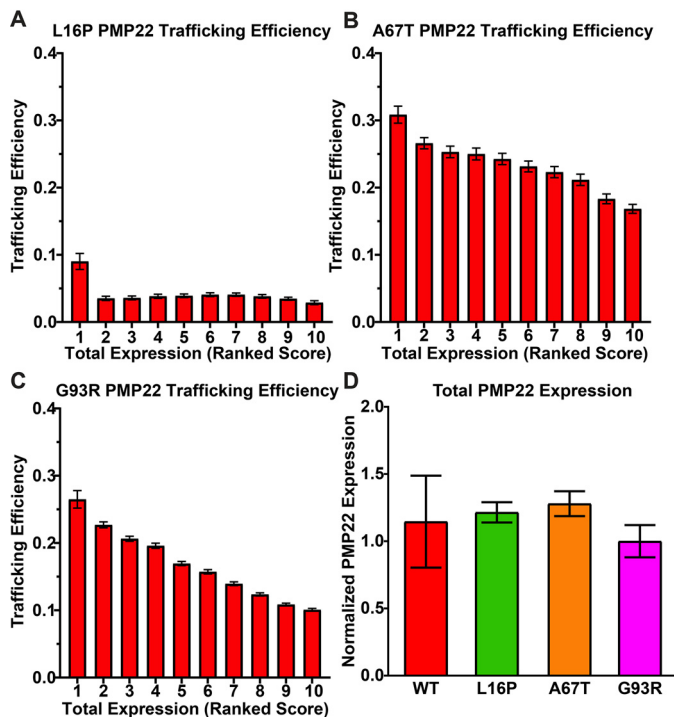 A
L16P PMP22 Trafficking Efficiency
Trafficking Efficiency
0.4
0.3
0.2
0.1
0.0
1 2 3 4 5 6 7 8 9 10
Total Expression (Ranked Score)
B
A67T PMP22 Trafficking Efficiency
Trafficking Efficiency
0.4
0.3
0.2
0.1
0.0
1 2 3 4 5 6 7 8 9 10
Total Expression (Ranked Score)
C
G93R PMP22 Trafficking Efficiency
Trafficking Efficiency
0.4
0.3
0.2
0.1
0.0
1 2 3 4 5 6 7 8 9 10
Total Expression (Ranked Score)
D
Total PMP22 Expression
Normalized PMP22 Expression
2.0
1.5
1.0
0.5
0.0
WT L16P A67T G93R